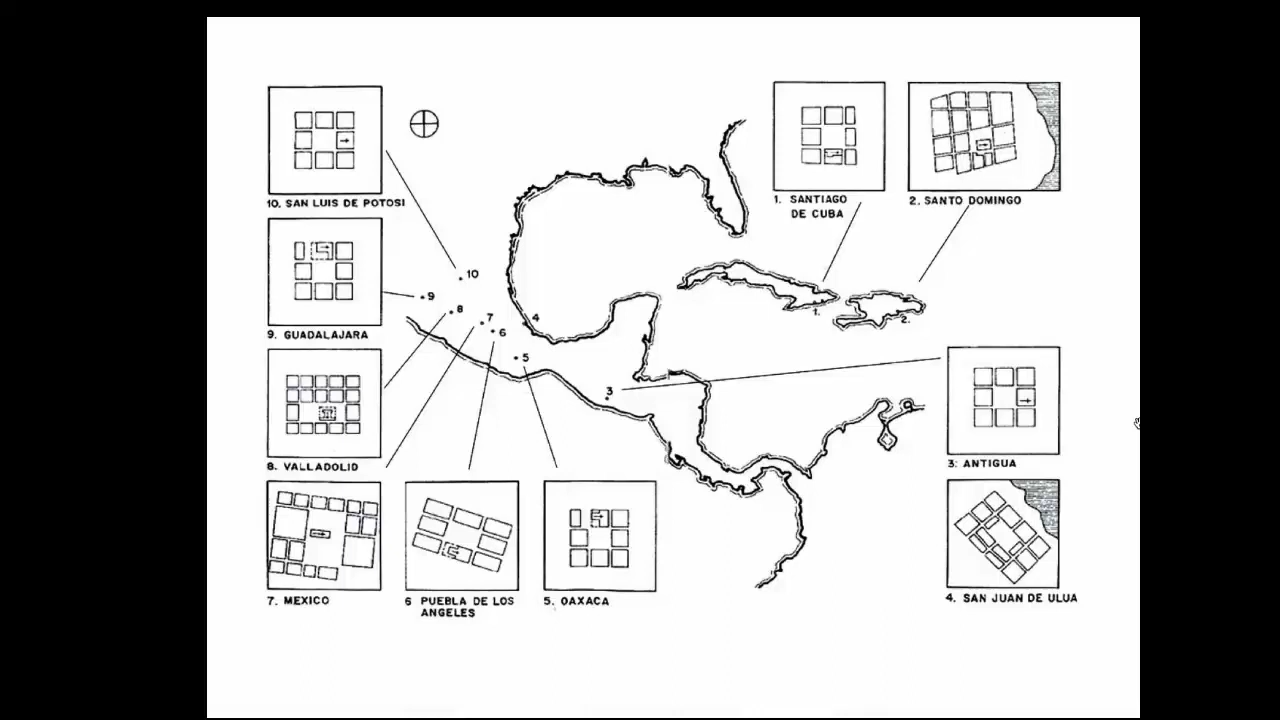 10. SAN LUIS DE POTOSI
1. SANTIAGO
DE CUBA
2. SANTO DOMINGO
10
9
8
7
6
4
5
3
1.
2.
9. GUADALAJARA
8. VALLADOLID
3: ANTIGUA
7. MEXICO
6 PUEBLA DE LOS
ANGELES
5. OAXACA
4. SAN JUAN DE ULUA